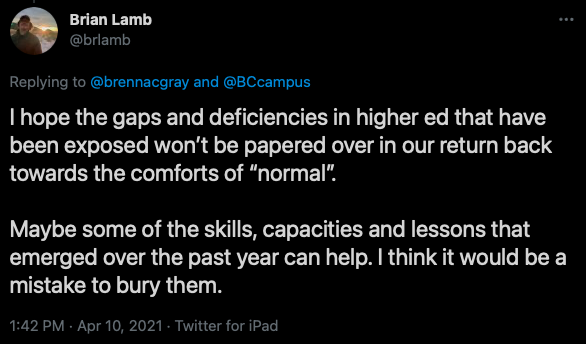 Brian Lamb
@brlamb
Replying to @brennacgray and @BCcampus
I hope the gaps and deficiencies in higher ed that have
been exposed won’t be papered over in our return back
towards the comforts of “normal”.
Maybe some of the skills, capacities and lessons that
emerged over the past year can help. I think it would be a
mistake to bury them.
1:42 PM · Apr 10, 2021 · Twitter for iPad